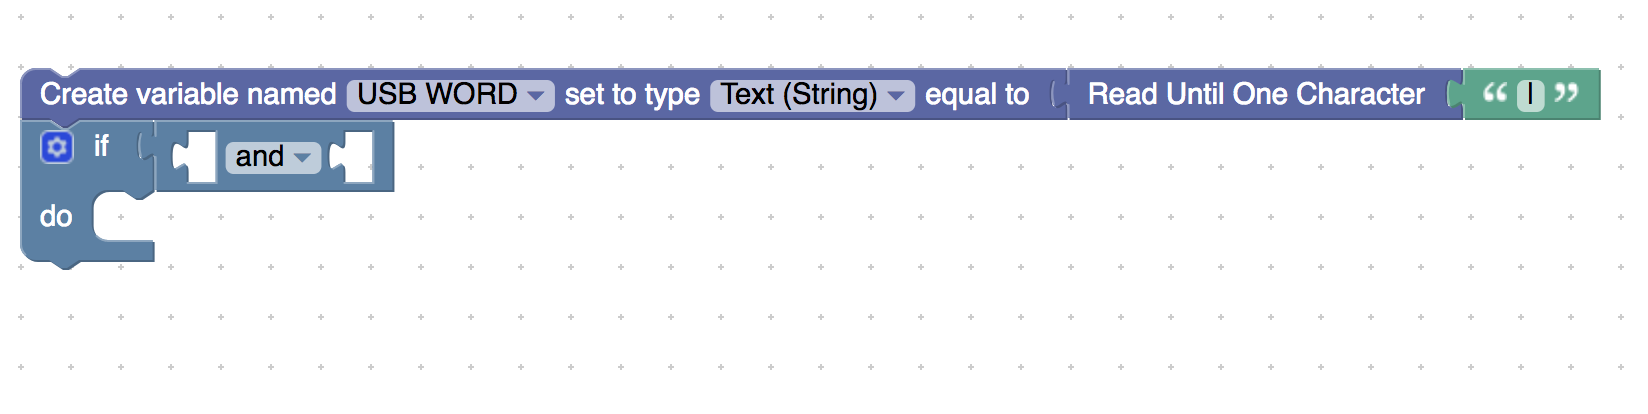 Create variable named USB WORD set to type Text (String) equal to Read Until One Character “ I ”
if and
do